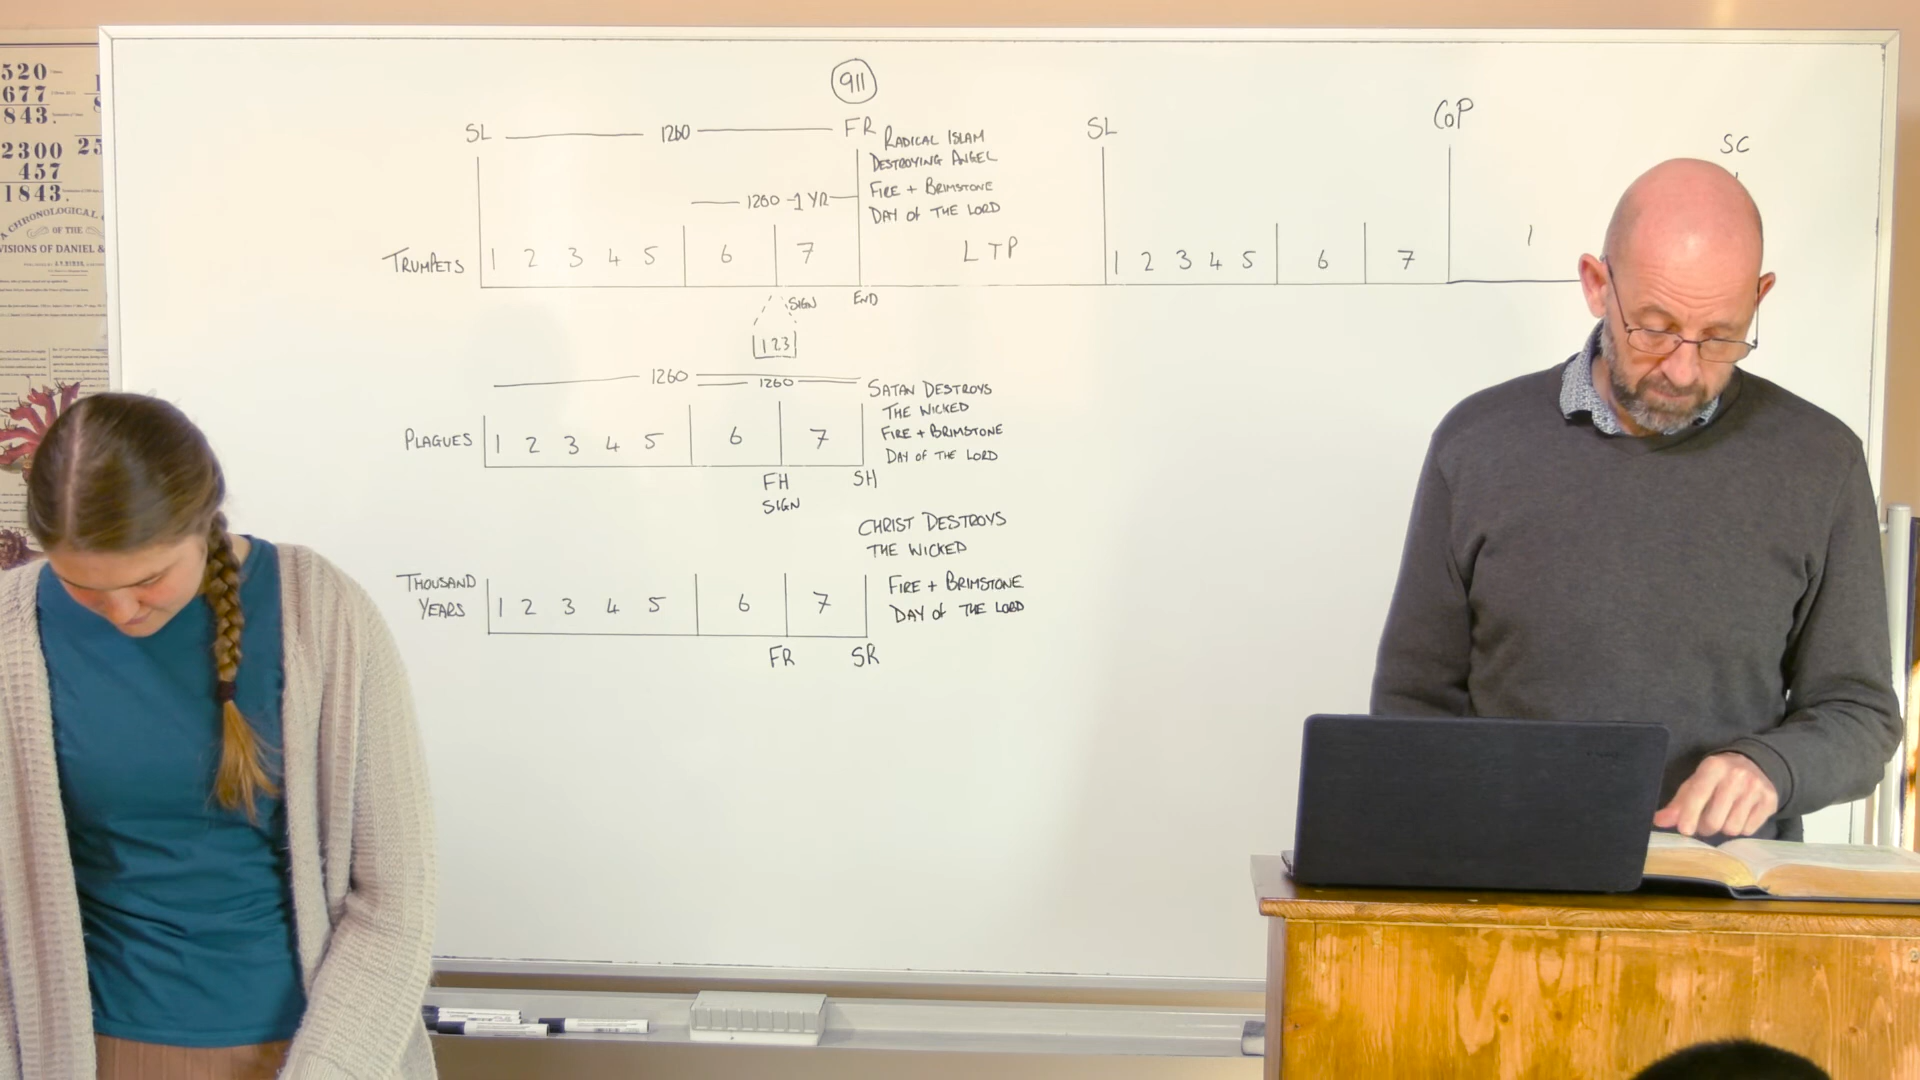 520
677
843.
2300
457
1843.
25
A CHRONOLOGICAL
OF THE
VISIONS OF DANIEL &
911
SL 1260 FR
RADICAL ISLAM
DESTROYING ANGEL
FIRE + BRIMSTONE
DAY OF THE LORD
1260 -1 YR
TRUMPETS 1 2 3 4 5 6 7
LTP
SIGN END
123
SL
COP
SC
1 2 3 4 5 6 7 1
1260 1260
SATAN DESTROYS
THE WICKED
FIRE + BRIMSTONE
DAY OF THE LORD
PLAGUES 1 2 3 4 5 6 7
FH SH
SIGN
CHRIST DESTROYS
THE WICKED
FIRE + BRIMSTONE
DAY OF THE LORD
THOUSAND
YEARS 1 2 3 4 5 6 7
FR SR